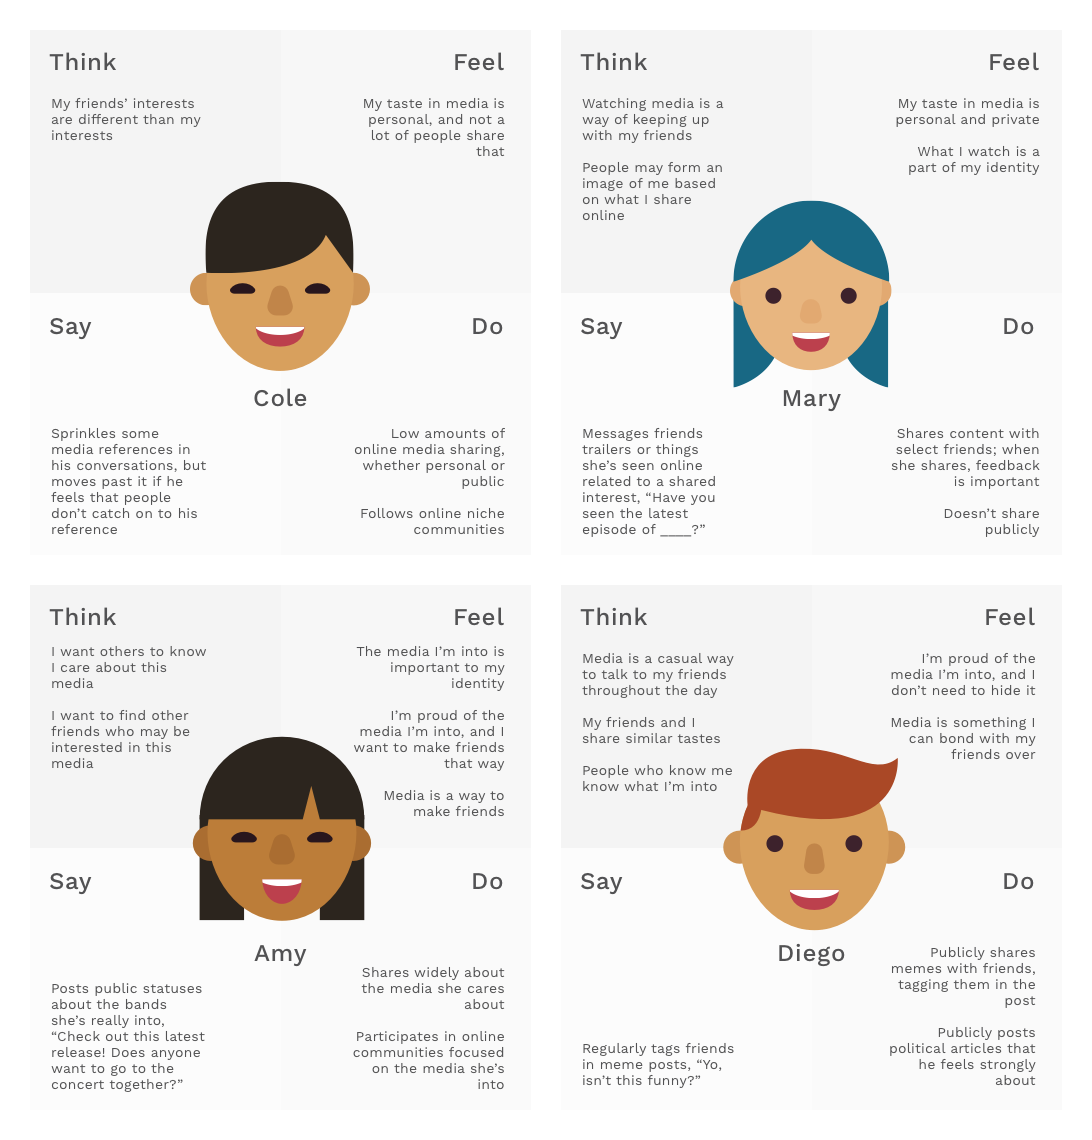 Think
Feel
My friends’ interests
are different than my
interests
My taste in media is
personal, and not a
lot of people share
that
Say
Do
Cole
Sprinkles some
media references in
his conversations, but
moves past it if he
feels that people
don’t catch on to his
reference
Low amounts of
online media sharing,
whether personal or
public
Follows online niche
communities
Think
Feel
Watching media is a
way of keeping up
with my friends
People may form an
image of me based
on what I share
online
My taste in media is
personal and private
What I watch is a
part of my identity
Say
Do
Mary
Messages friends
trailers or things
she’s seen online
related to a shared
interest, “Have you
seen the latest
episode of ____?”
Shares content with
select friends; when
she shares, feedback
is important
Doesn’t share
publicly
Think
Feel
I want others to know
I care about this
media
I want to find other
friends who may be
interested in this
media
The media I’m into is
important to my
identity
I’m proud of the
media I’m into, and I
want to make friends
that way
Media is a way to
make friends
Say
Do
Amy
Posts public statuses
about the bands
she’s really into,
“Check out this latest
release! Does anyone
want to go to the
concert together?”
Shares widely about
the media she cares
about
Participates in online
communities focused
on the media she’s
into
Think
Feel
Media is a casual way
to talk to my friends
throughout the day
My friends and I
share similar tastes
People who know me
know what I’m into
I’m proud of the
media I’m into, and I
don’t need to hide it
Media is something I
can bond with my
friends over
Say
Do
Diego
Regularly tags friends
in meme posts, “Yo,
isn’t this funny?”
Publicly shares
memes with friends,
tagging them in the
post
Publicly posts
political articles that
he feels strongly
about